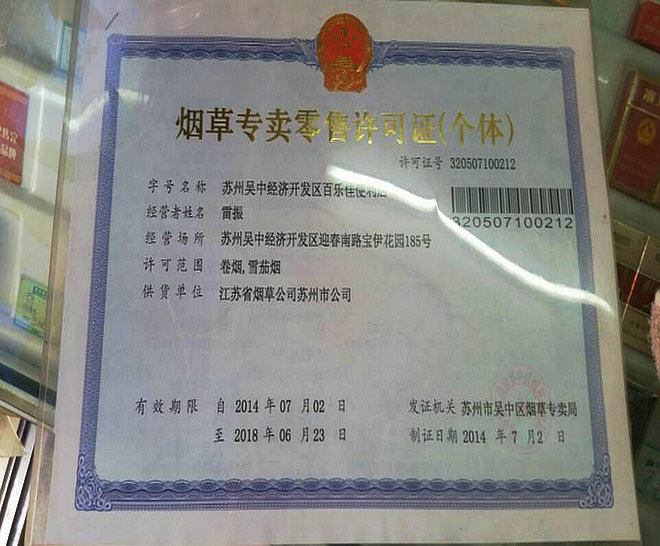 烟草专卖零售许可证(个体)
许可证号 320507100212
字号名称 苏州吴中经济开发区百乐佳便利店
320507100212
经营者姓名 雷振
经营场所 苏州吴中经济开发区迎春南路宝伊花园185号
许可范围 卷烟,雪茄烟
供货单位 江苏省烟草公司苏州市公司
有效期限 自 2014 年 07 月 02 日
至 2018 年 06 月 23 日
发证机关 苏州市吴中区烟草专卖局
制证日期 2014 年 7 月 2 日